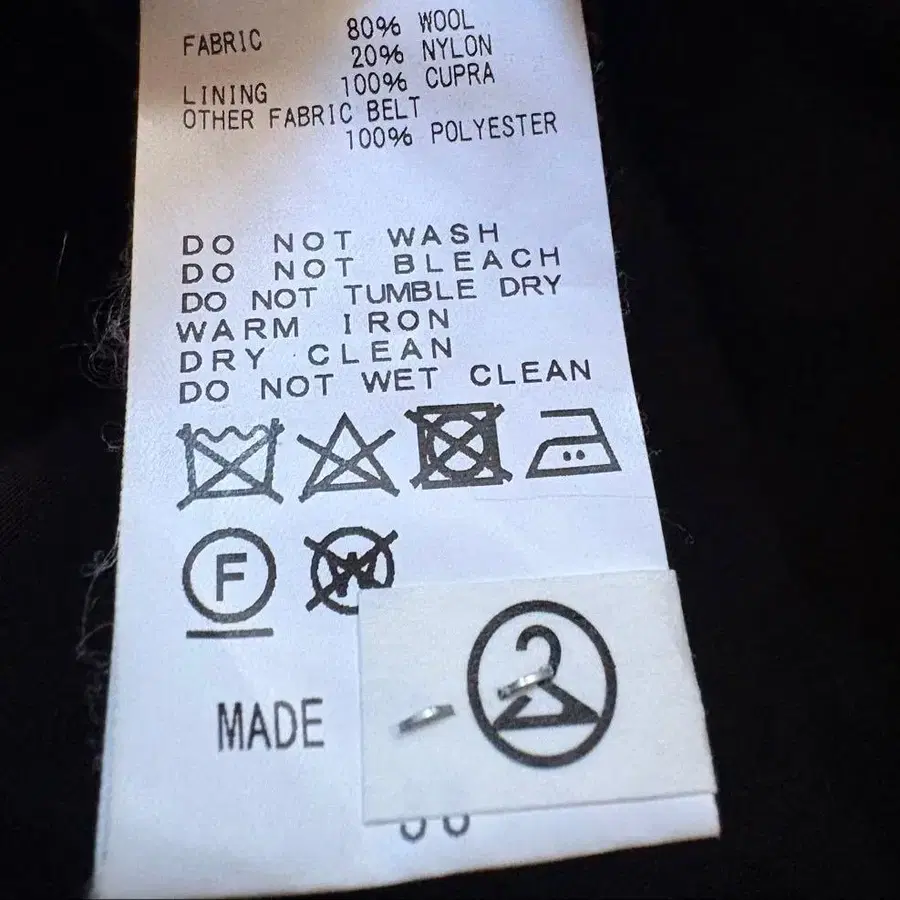 FABRIC 80% WOOL
20% NYLON
LINING 100% CUPRA
OTHER FABRIC BELT
100% POLYESTER
DO NOT WASH
DO NOT BLEACH
DO NOT TUMBLE DRY
WARM IRON
DRY CLEAN
DO NOT WET CLEAN
F W
MADE